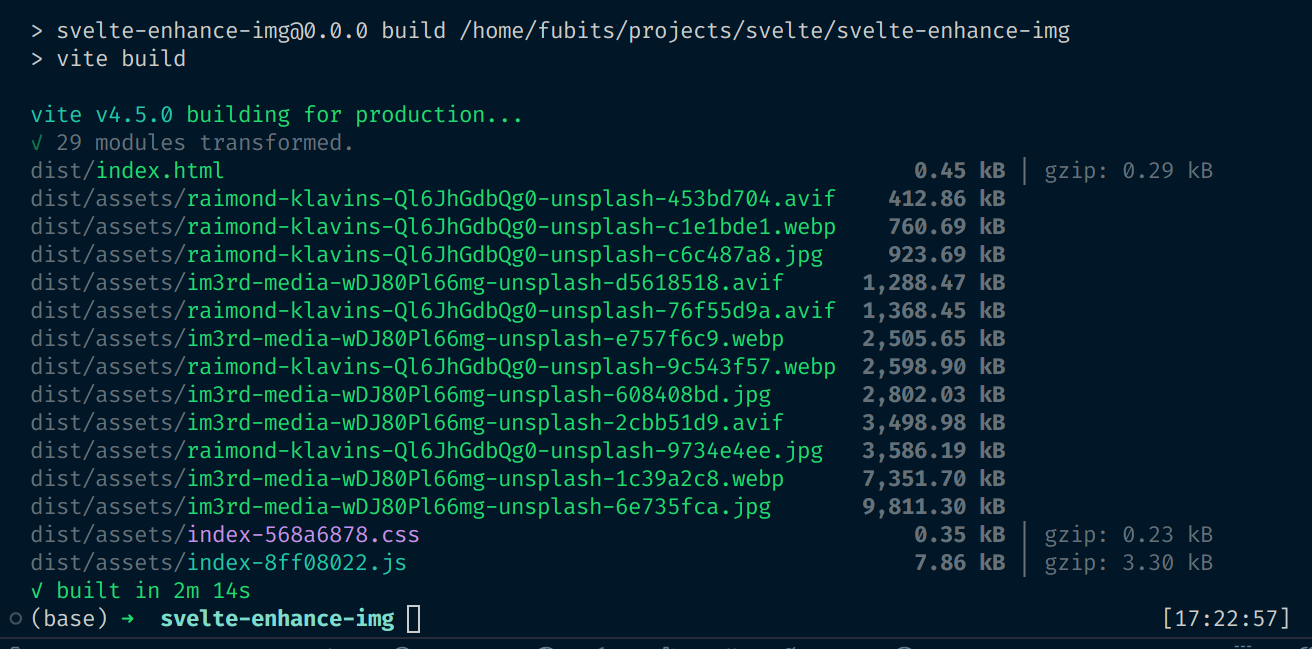 > svelte-enhance-img@0.0.0 build /home/fubits/projects/svelte/svelte-enhance-img
> vite build
vite v4.5.0 building for production...
√ 29 modules transformed.
dist/index.html 0.45 kB │ gzip: 0.29 kB
dist/assets/raimond-klavins-Ql6JhGdbQg0-unsplash-453bd704.avif 412.86 kB
dist/assets/raimond-klavins-Ql6JhGdbQg0-unsplash-c1e1bde1.webp 760.69 kB
dist/assets/raimond-klavins-Ql6JhGdbQg0-unsplash-c6c487a8.jpg 923.69 kB
dist/assets/im3rd-media-wDJ80Pl66mg-unsplash-d5618518.avif 1,288.47 kB
dist/assets/raimond-klavins-Ql6JhGdbQg0-unsplash-76f55d9a.avif 1,368.45 kB
dist/assets/im3rd-media-wDJ80Pl66mg-unsplash-e757f6c9.webp 2,505.65 kB
dist/assets/raimond-klavins-Ql6JhGdbQg0-unsplash-9c543f57.webp 2,598.90 kB
dist/assets/im3rd-media-wDJ80Pl66mg-unsplash-608408bd.jpg 2,802.03 kB
dist/assets/im3rd-media-wDJ80Pl66mg-unsplash-2cbb51d9.avif 3,498.98 kB
dist/assets/raimond-klavins-Ql6JhGdbQg0-unsplash-9734e4ee.jpg 3,586.19 kB
dist/assets/im3rd-media-wDJ80Pl66mg-unsplash-1c39a2c8.webp 7,351.70 kB
dist/assets/im3rd-media-wDJ80Pl66mg-unsplash-6e735fca.jpg 9,811.30 kB
dist/assets/index-568a6878.css 0.35 kB │ gzip: 0.23 kB
dist/assets/index-8ff08022.js 7.86 kB │ gzip: 3.30 kB
√ built in 2m 14s
(base) ➜ svelte-enhance-img [17:22:57]